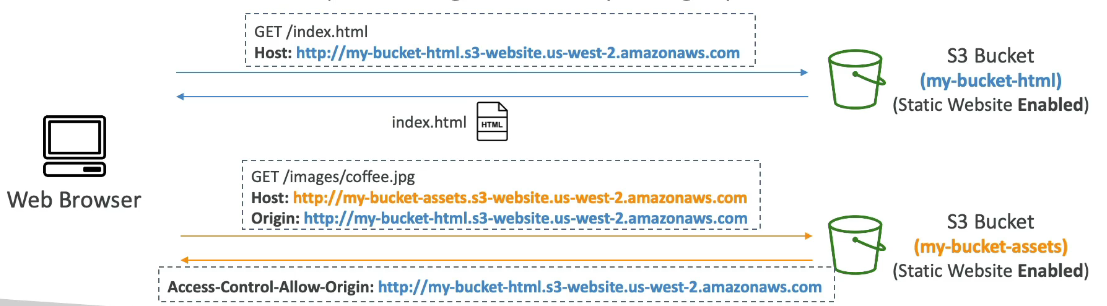 GET /index.html
Host: http://my-bucket-html.s3-website.us-west-2.amazonaws.com
S3 Bucket
(my-bucket-html)
(Static Website Enabled)
index.html
HTML
Web Browser
GET /images/coffee.jpg
Host: http://my-bucket-assets.s3-website.us-west-2.amazonaws.com
Origin: http://my-bucket-html.s3-website.us-west-2.amazonaws.com
S3 Bucket
(my-bucket-assets)
(Static Website Enabled)
Access-Control-Allow-Origin: http://my-bucket-html.s3-website.us-west-2.amazonaws.com